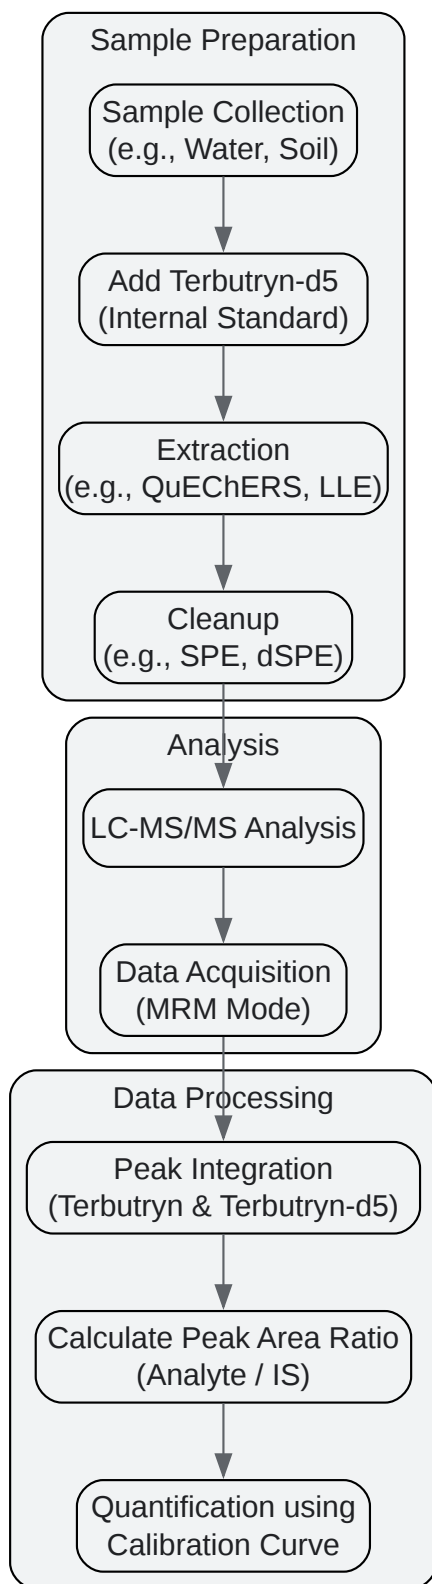 Sample Preparation
Sample Collection
(e.g., Water, Soil)
Add Terbutryn-d5
(Internal Standard)
Extraction
(e.g., QuEChERS, LLE)
Cleanup
(e.g., SPE, dSPE)
Analysis
LC-MS/MS Analysis
Data Acquisition
(MRM Mode)
Data Processing
Peak Integration
(Terbutryn & Terbutryn-d5)
Calculate Peak Area Ratio
(Analyte / IS)
Quantification using
Calibration Curve